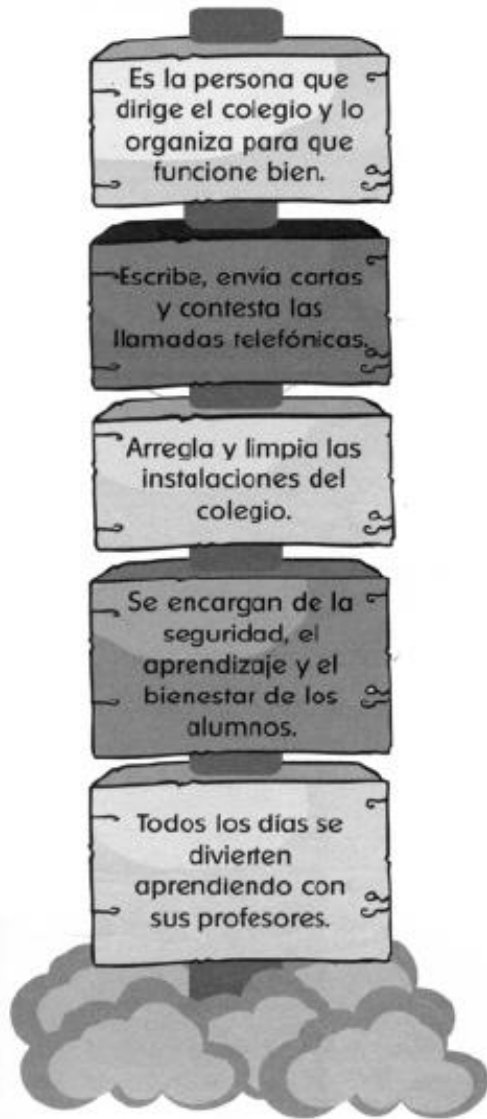 Es la persona que
dirige el colegio y lo
organiza para que
funcione bien.
Escribe, envía cartas
y contesta las
llamadas telefónicas.
Arregla y limpia las
instalaciones del
colegio.
Se encargan de la
seguridad, el
aprendizaje y el
bienestar de los
alumnos.
Todos los días se
divierten
aprendiendo con
sus profesores.